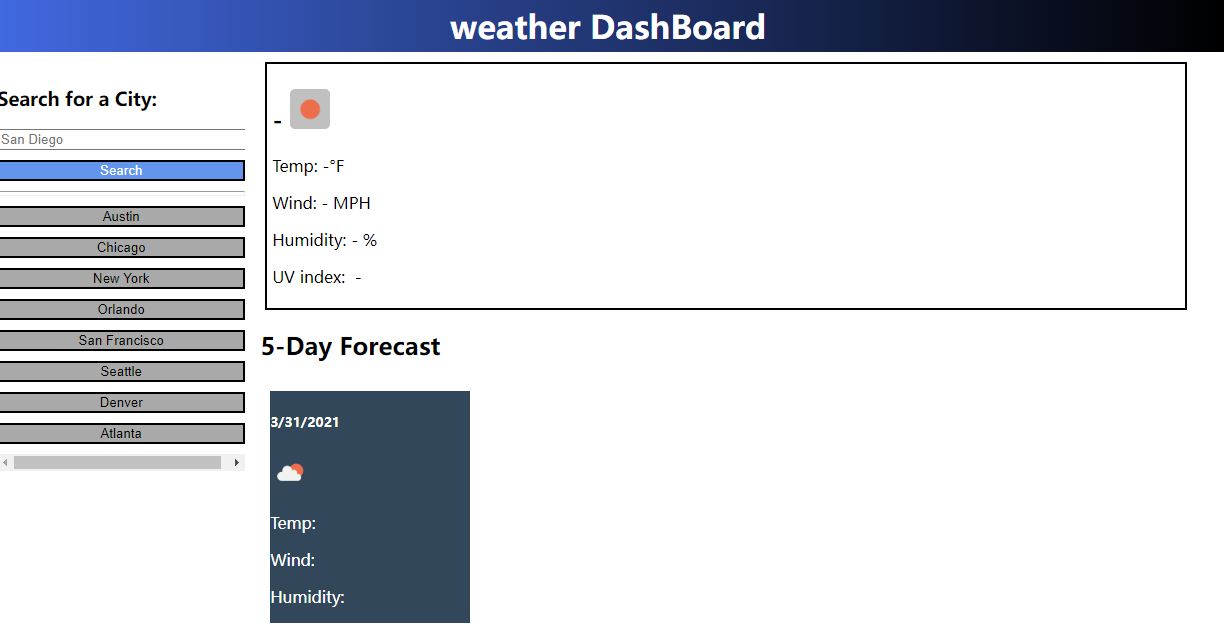 weather DashBoard
Search for a City:
San Diego
Search
Austin
Chicago
New York
Orlando
San Francisco
Seattle
Denver
Atlanta
-
Temp: -°F
Wind: - MPH
Humidity: - %
UV index: -
5-Day Forecast
3/31/2021
Temp:
Wind:
Humidity: